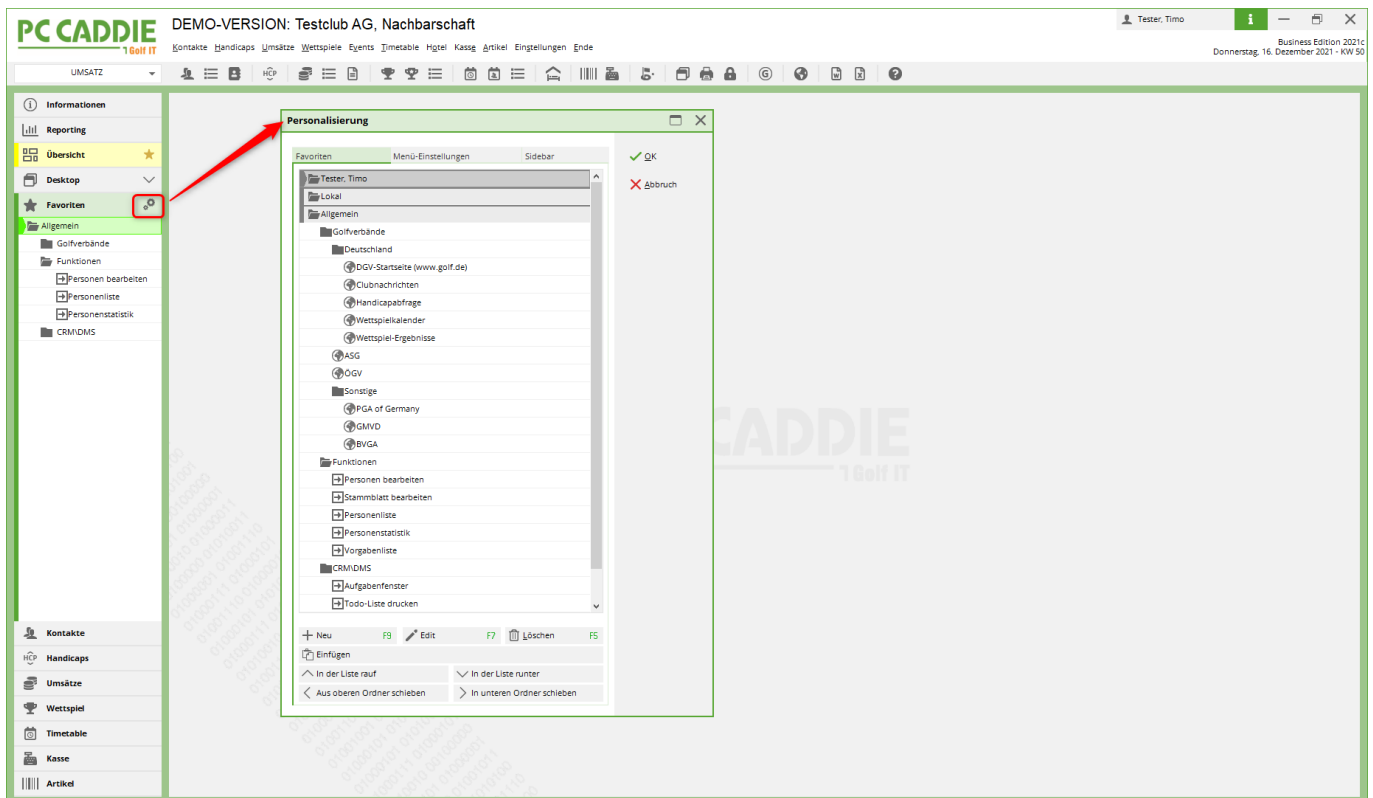 PC CADDIE
Golf IT
DEMO-VERSION: Testclub AG, Nachbarschaft
Tester, Timo
i
Kontakte Handicaps Umsätze Wettspiele Events Timetable Hotel Kasse Artikel Einstellungen Ende
Business Edition 2021c
Donnerstag, 16. Dezember 2021 - KW 50
UMSATZ
HCP
G
W
X
?
Informationen
Reporting
Übersicht
Desktop
Favoriten
Allgemein
Golfverbände
Funktionen
Personen bearbeiten
Personenliste
Personenstatistik
CRM\DMS
Kontakte
HCP Handicaps
Umsätze
Wettspiel
Timetable
Kasse
Artikel
Personalisierung
Favoriten Menü-Einstellungen Sidebar
OK
Abbruch
Tester, Timo
Lokal
Allgemein
Golfverbände
Deutschland
DGV-Startseite (www.golf.de)
Clubnachrichten
Handicapabfrage
Wettspielkalender
Wettspiel-Ergebnisse
ASG
ÖGV
Sonstige
PGA of Germany
GMVD
BVGA
Funktionen
Personen bearbeiten
Stammblatt bearbeiten
Personenliste
Personenstatistik
Vorgabenliste
CRM\DMS
Aufgabenfenster
Todo-Liste drucken
Neu F9 Edit F7 Löschen F5
Einfügen
In der Liste rauf In der Liste runter
Aus oberen Ordner schieben In unteren Ordner schieben
CADDIE
Golf IT